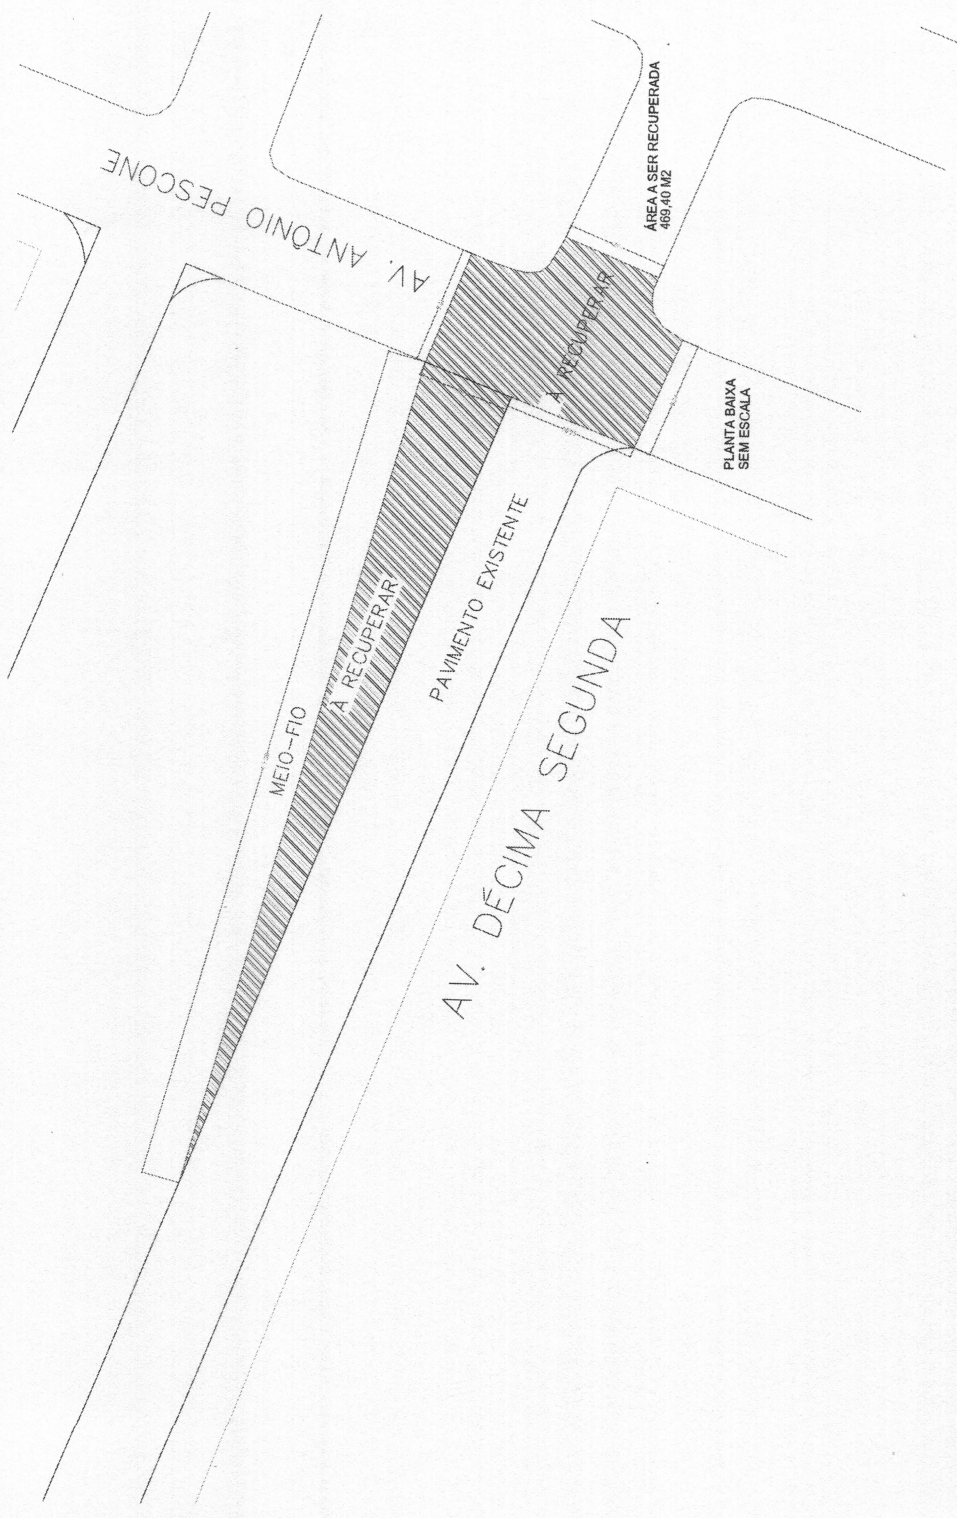 AV. ANTÔNIO PESCONE
ÁREA A SER RECUPERADA
469,40 M2
A RECUPERAR
PLANTA BAIXA
SEM ESCALA
A RECUPERAR
PAVIMENTO EXISTENTE
MEIO-FIO
AV. DÉCIMA SEGUNDA